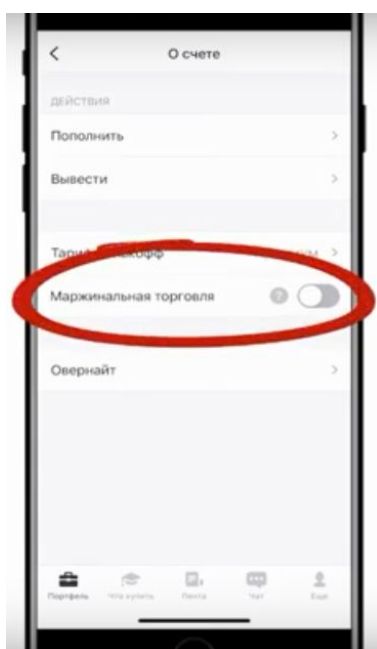 О счете
ДЕЙСТВИЯ
Пополнить
Вывести
Маржинальная торговля
?
Овернайт
Портфель
Что купить
Лента
Чат
Еще